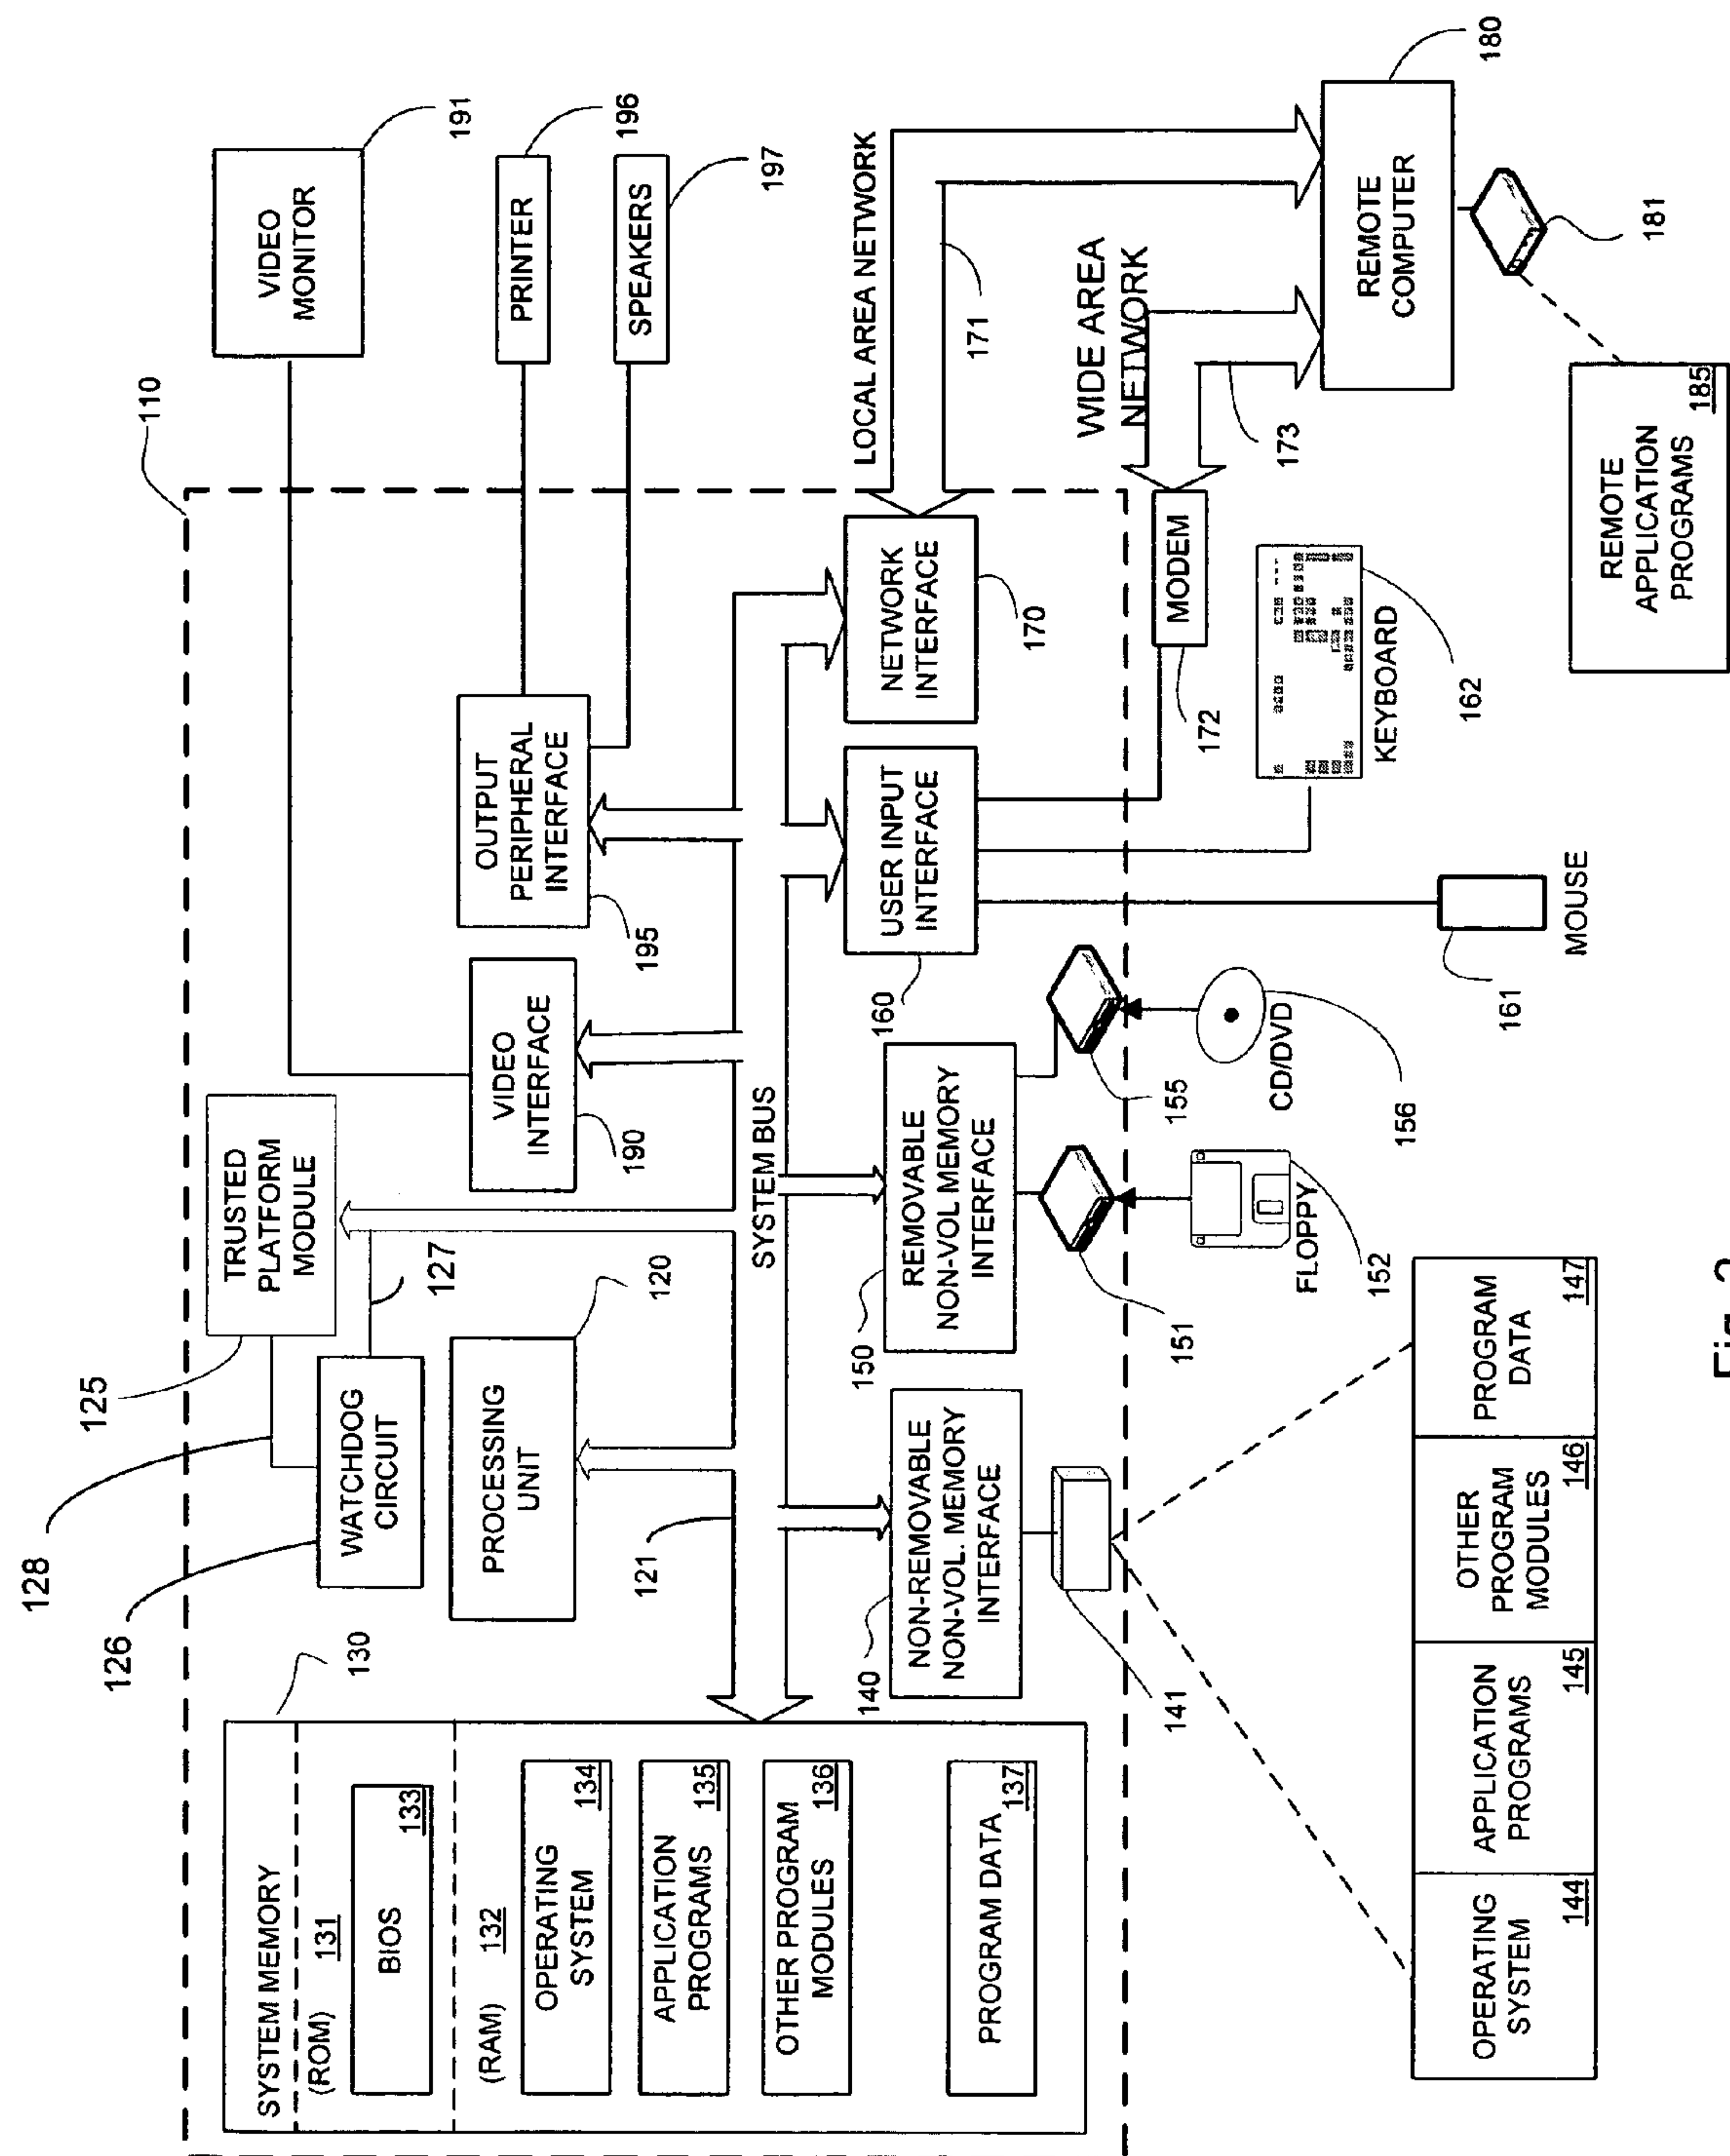 110
SYSTEM MEMORY
(ROM) 131
BIOS
133
(RAM) 132
OPERATING
SYSTEM
134
APPLICATION
PROGRAMS
135
OTHER PROGRAM
MODULES
136
PROGRAM DATA
137
130
128
126
125
WATCHDOG
CIRCUIT
TRUSTED
PLATFORM
MODULE
127
PROCESSING
UNIT
120
121
SYSTEM BUS
VIDEO
INTERFACE
190
OUTPUT
PERIPHERAL
INTERFACE
195
VIDEO
MONITOR
191
PRINTER
196
SPEAKERS
197
NON-REMOVABLE
NON-VOL. MEMORY
INTERFACE
140
141
REMOVABLE
NON-VOL MEMORY
INTERFACE
150
151
155
FLOPPY
152
CD/DVD
156
USER INPUT
INTERFACE
160
NETWORK
INTERFACE
170
LOCAL AREA NETWORK
171
WIDE AREA
NETWORK
173
MODEM
172
KEYBOARD
162
MOUSE
161
REMOTE
COMPUTER
180
181
REMOTE
APPLICATION
PROGRAMS
185
OPERATING
SYSTEM
144
APPLICATION
PROGRAMS
145
OTHER
PROGRAM
MODULES
146
PROGRAM
DATA
147
Fig. 2